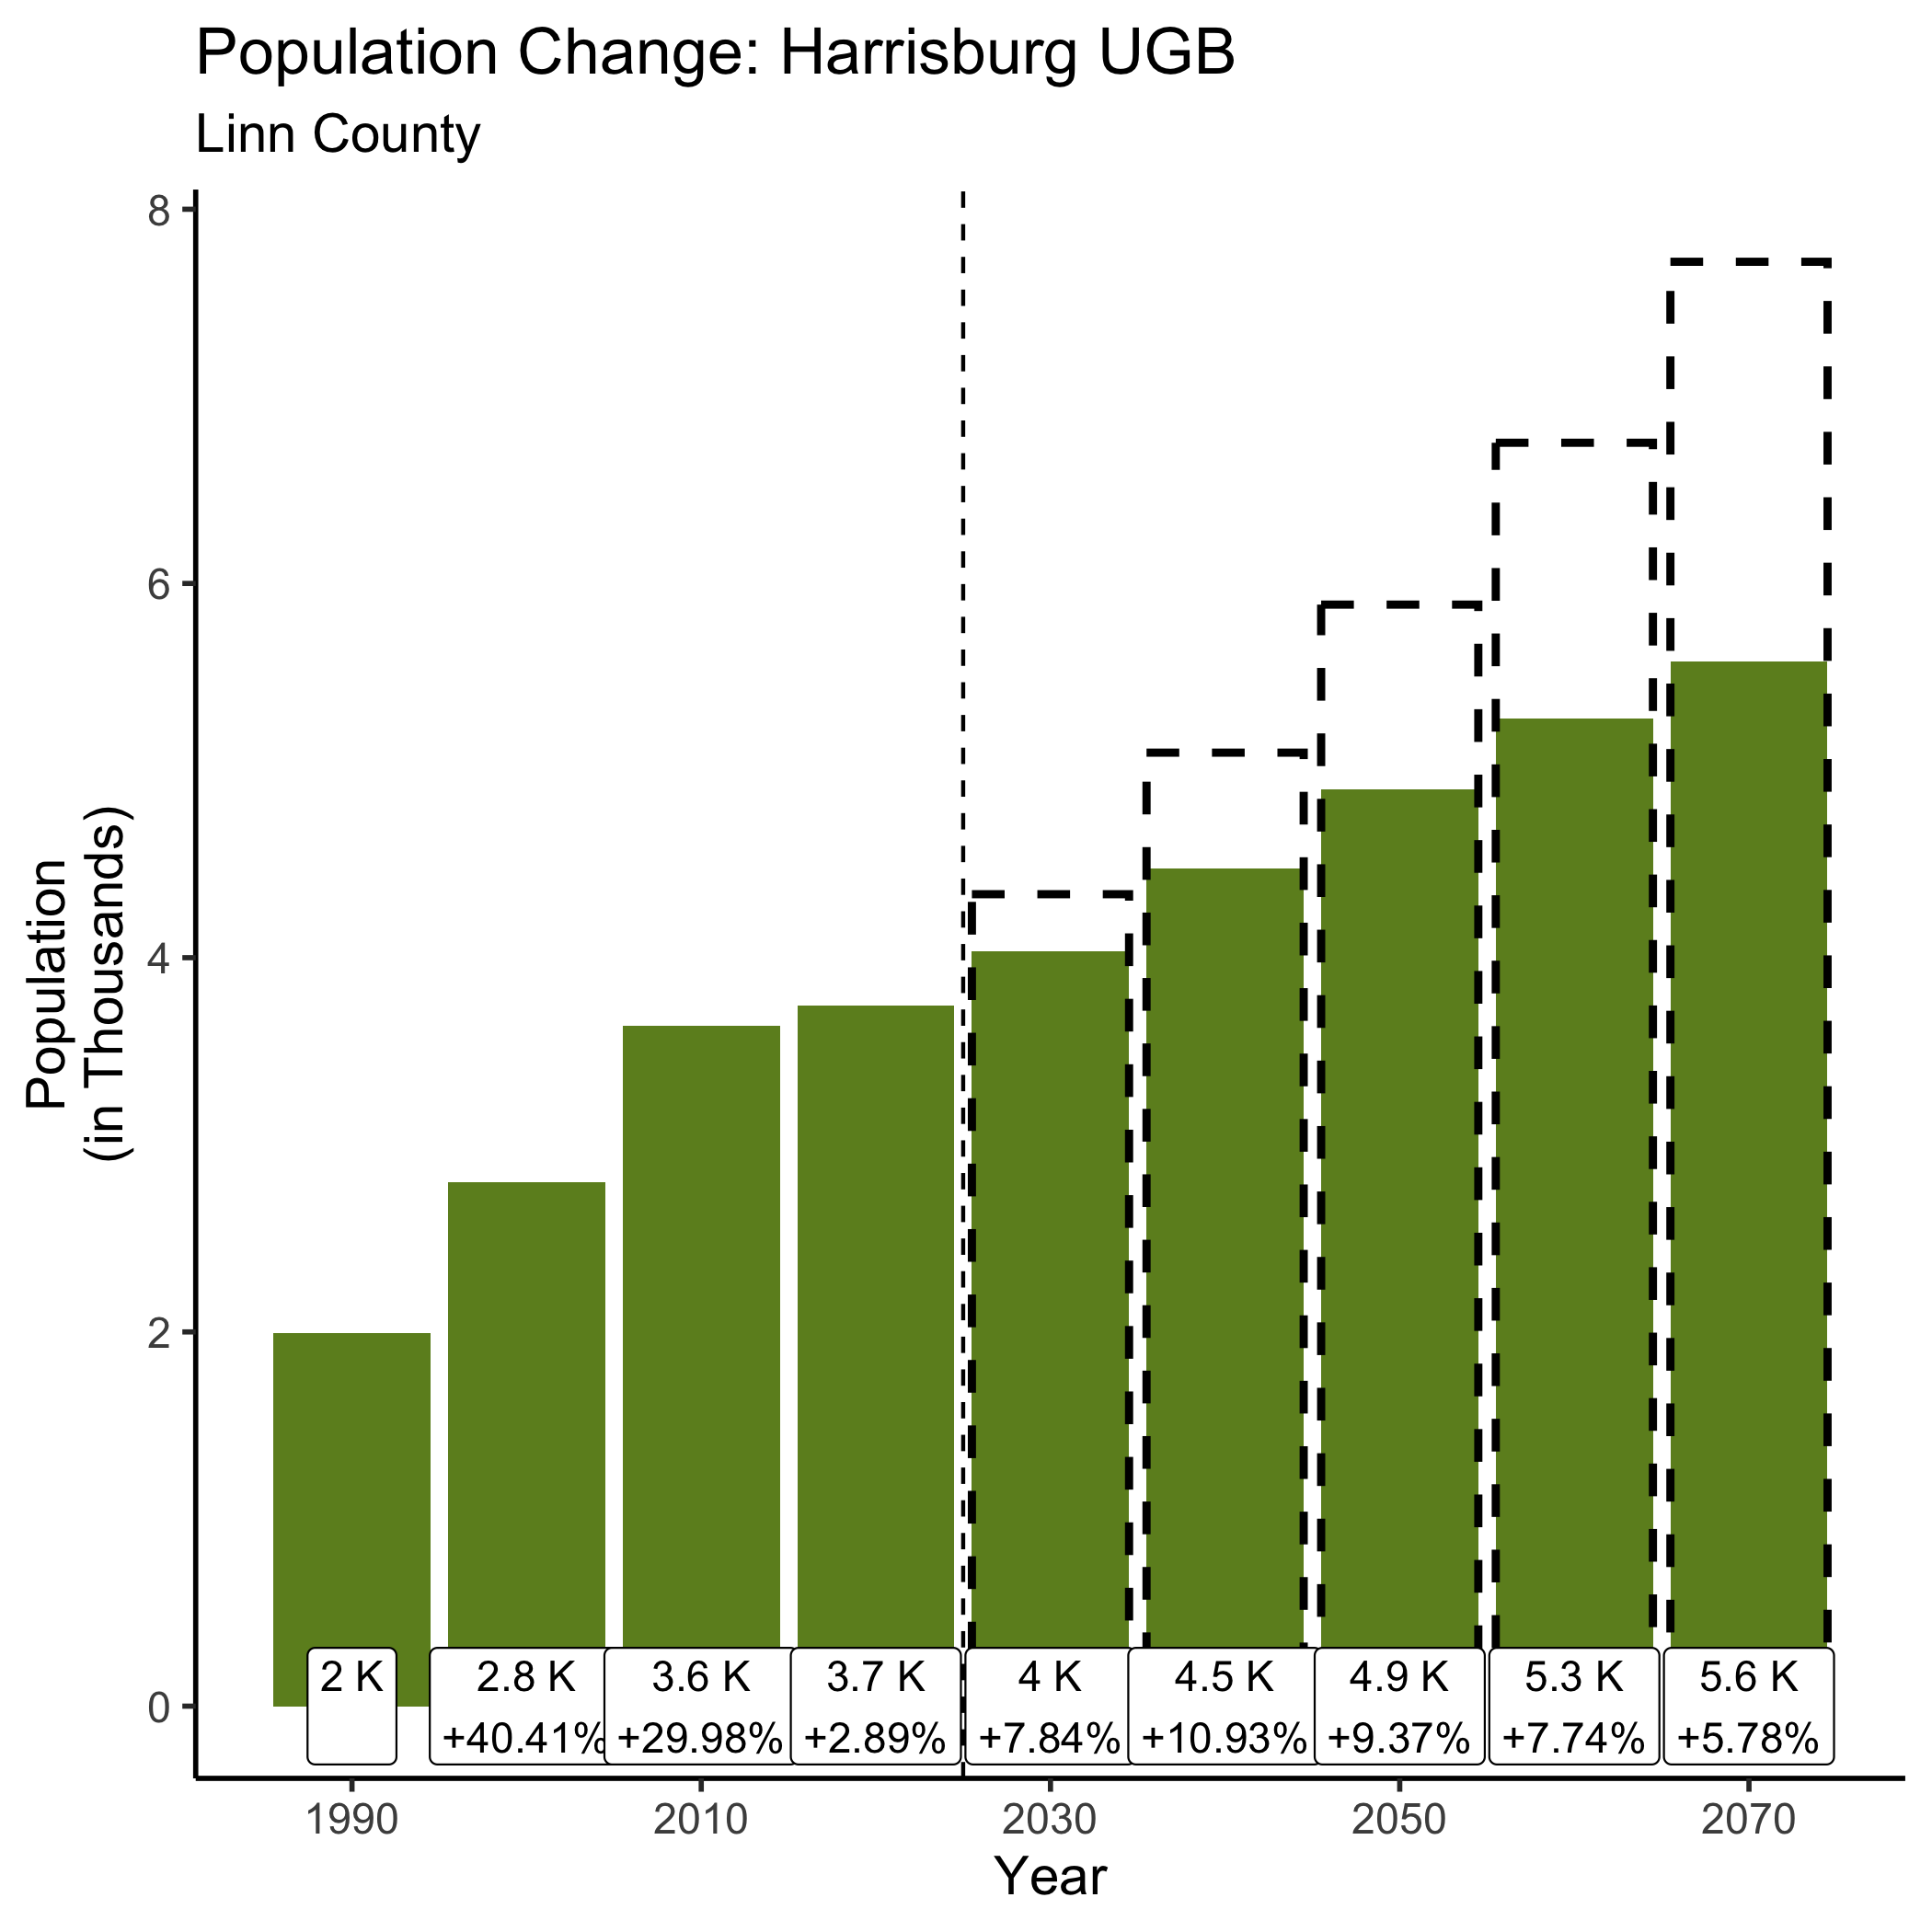 Population Change: Harrisburg UGB
Linn County
Population
(in Thousands)
8
6
4
2
0
2 K
2.8 K
+40.41%
3.6 K
+29.98%
3.7 K
+2.89%
4 K
+7.84%
4.5 K
+10.93%
4.9 K
+9.37%
5.3 K
+7.74%
5.6 K
+5.78%
1990
2010
2030
2050
2070
Year